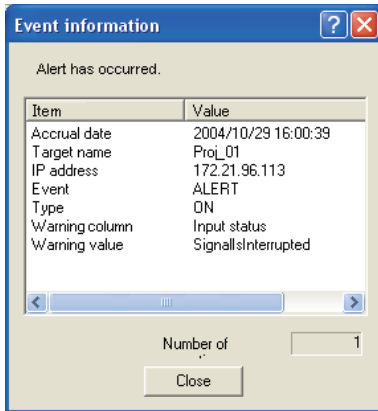 Event information
Alert has occurred.
Item Value
Accrual date 2004/10/29 16:00:39
Target name Proj_01
IP address 172.21.96.113
Event ALERT
Type ON
Warning column Input status
Warning value SignalIsInterrupted
Number of
1
Close